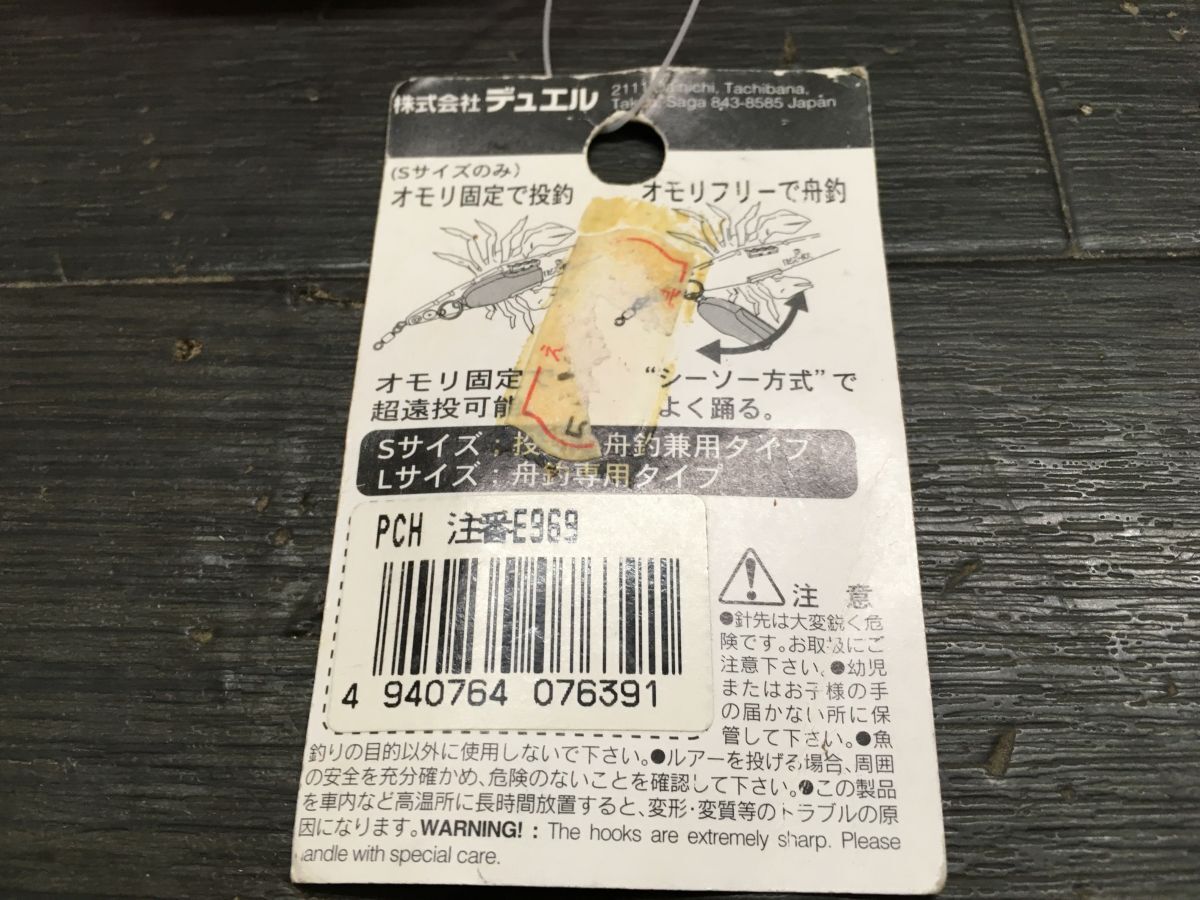 株式会社 デュエル
Tachibana,
Saga 843-8585 Japan
(Sサイズのみ)
オモリ固定で投釣
オモリフリーで舟釣
オモリ固定
超遠投可能
“シーソー方式”で
よく踊る。
え
Sサイズ:投 舟釣兼用タイプ
Lサイズ:舟釣専用タイプ
PCH 注番E969
4 940764 076391
注意
●針先は大変鋭く危
険です。お取扱にご
注意下さい。●幼児
またはお子様の手
の届かない所に保
管して下さい。●魚
釣りの目的以外に使用しないで下さい。●ルアーを投げる場合、周囲
の安全を充分確かめ、危険のないことを確認して下さい。●この製品
を車内など高温所に長時間放置すると、変形・変質等のトラブルの原
因になります。WARNING! : The hooks are extremely sharp. Please
handle with special care.